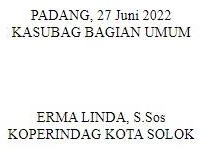 PADANG, 27 Juni 2022
KASUBAG BAGIAN UMUM
ERMA LINDA, S.Sos
KOPERINDAG KOTA SOLOK